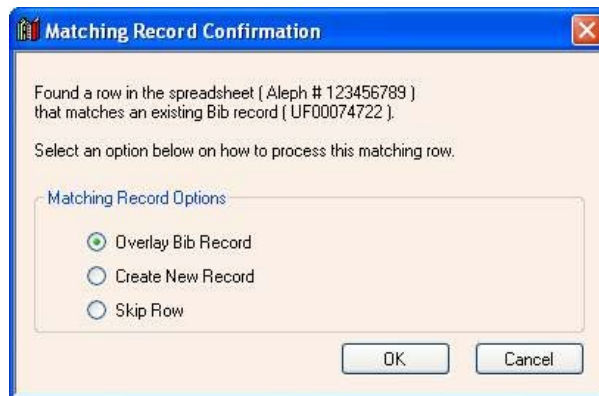 Matching Record Confirmation
Found a row in the spreadsheet ( Aleph # 123456789 )
that matches an existing Bib record ( UF00074722 ).
Select an option below on how to process this matching row.
Matching Record Options
Overlay Bib Record
Create New Record
Skip Row
OK
Cancel